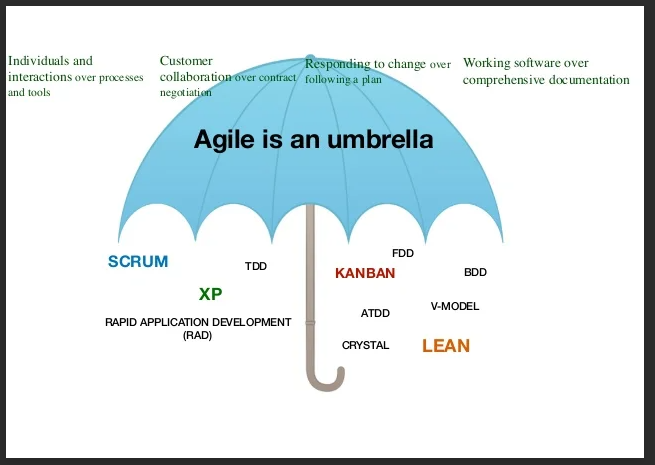 Individuals and
interactions over processes
and tools
Customer
collaboration over contract
negotiation
Responding to change over
following a plan
Working software over
comprehensive documentation
Agile is an umbrella
SCRUM
TDD
XP
RAPID APPLICATION DEVELOPMENT
(RAD)
FDD
KANBAN
BDD
V-MODEL
ATDD
CRYSTAL
LEAN